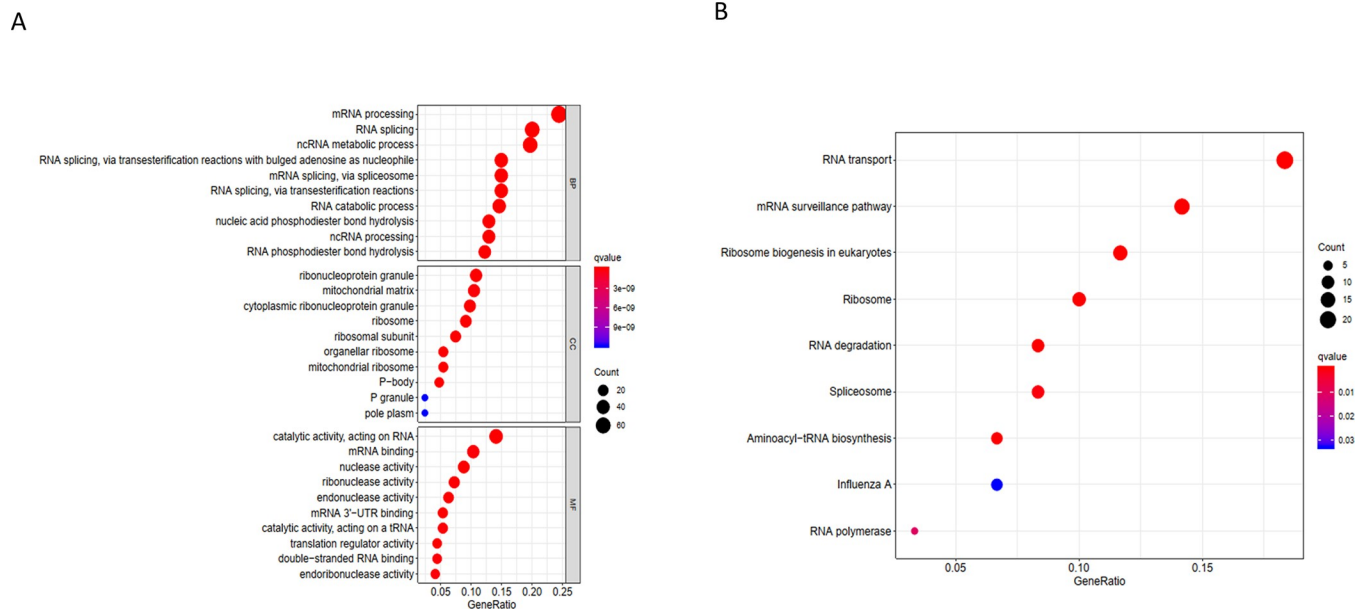 A
B
mRNA processing
RNA splicing
ncRNA metabolic process
RNA splicing, via transesterification reactions with bulged adenosine as nucleophile
mRNA splicing, via spliceosome
RNA splicing, via transesterification reactions
RNA catabolic process
nucleic acid phosphodiester bond hydrolysis
ncRNA processing
RNA phosphodiester bond hydrolysis
BP
ribonucleoprotein granule
mitochondrial matrix
cytoplasmic ribonucleoprotein granule
ribosome
ribosomal subunit
organellar ribosome
mitochondrial ribosome
P−body
P granule
pole plasm
CC
catalytic activity, acting on RNA
mRNA binding
nuclease activity
ribonuclease activity
endonuclease activity
mRNA 3'−UTR binding
catalytic activity, acting on a tRNA
translation regulator activity
double−stranded RNA binding
endoribonuclease activity
MF
0.05 0.10 0.15 0.20 0.25
GeneRatio
qvalue
3e−09
6e−09
9e−09
Count
20
40
60
RNA transport
mRNA surveillance pathway
Ribosome biogenesis in eukaryotes
Ribosome
RNA degradation
Spliceosome
Aminoacyl−tRNA biosynthesis
Influenza A
RNA polymerase
0.05 0.10 0.15
GeneRatio
Count
5
10
15
20
qvalue
0.01
0.02
0.03